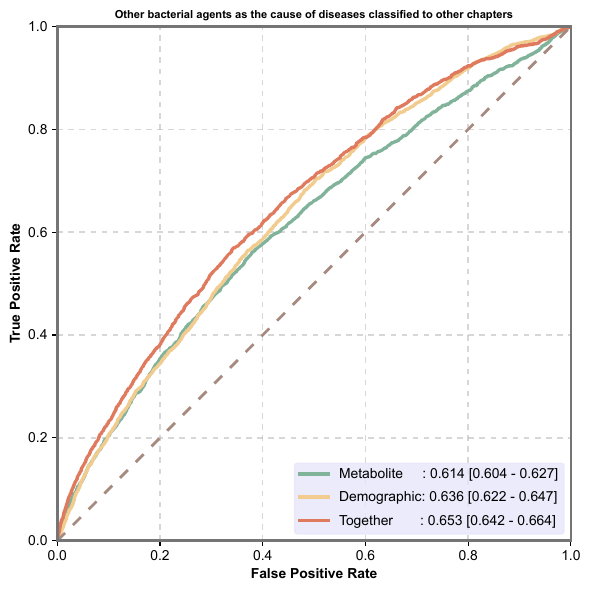 Other bacterial agents as the cause of diseases classified to other chapters
1.0
0.8
0.6
0.4
0.2
0.0
True Positive Rate
Metabolite : 0.614 [0.604 - 0.627]
Demographic: 0.636 [0.622 - 0.647]
Together : 0.653 [0.642 - 0.664]
0.0 0.2 0.4 0.6 0.8 1.0
False Positive Rate